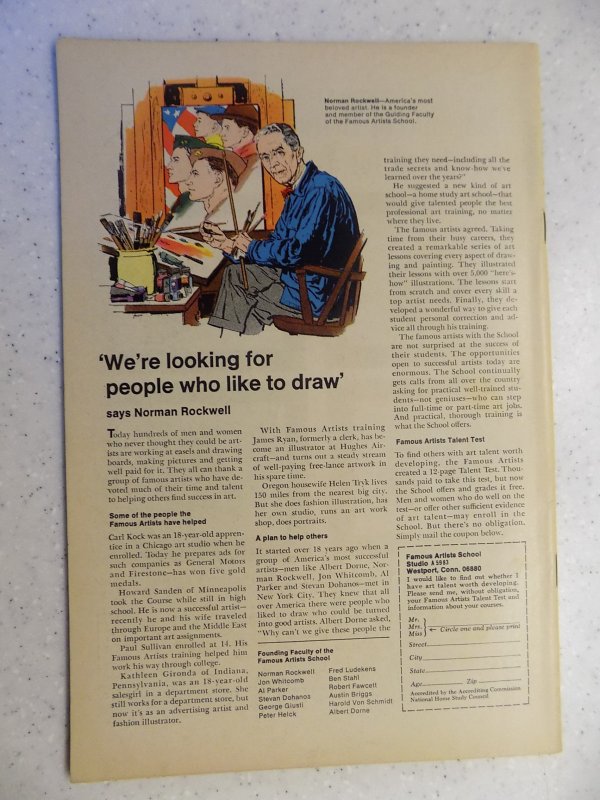 Norman Rockwell—America's most
beloved artist. He is a founder
and member of the Guiding Faculty
of the Famous Artists School.
'We're looking for
people who like to draw'
says Norman Rockwell
Today hundreds of men and women
who never thought they could be art-
ists are working at easels and drawing
boards, making pictures and getting
well paid for it. They all can thank a
group of famous artists who have de-
voted much of their time and talent
to helping others find success in art.
Some of the people the
Famous Artists have helped
Carl Kock was an 18-year-old appren-
tice in a Chicago art studio when he
enrolled. Today he prepares ads for
such companies as General Motors
and Firestone—has won five gold
medals.
Howard Sanden of Minneapolis
took the Course while still in high
school. He is now a successful artist—
recently he and his wife traveled
through Europe and the Middle East
on important art assignments.
Paul Sullivan enrolled at 14. His
Famous Artists training helped him
work his way through college.
Kathleen Gironda of Indiana,
Pennsylvania, was an 18-year-old
salesgirl in a department store. She
still works for a department store, but
now it's as an advertising artist and
fashion illustrator.
With Famous Artists training
James Ryan, formerly a clerk, has be-
come an illustrator at Hughes Air-
craft—and turns out a steady stream
of well-paying free-lance artwork in
his spare time.
Oregon housewife Helen Tryk lives
150 miles from the nearest big city.
But she does fashion illustration, has
her own studio, runs an art work
shop, does portraits.
A plan to help others
It started over 18 years ago when a
group of America's most successful
artists—men like Albert Dorne, Nor-
man Rockwell, Jon Whitcomb, Al
Parker and Stevan Dohanos—met in
New York City. They knew that all
over America there were people who
liked to draw who could be turned
into good artists. Albert Dorne asked,
"Why can't we give these people the
Founding Faculty of the
Famous Artists School
Norman Rockwell
Jon Whitcomb
Al Parker
Stevan Dohanos
George Giusti
Peter Helck
Fred Ludekens
Ben Stahl
Robert Fawcett
Austin Briggs
Harold Von Schmidt
Albert Dorne
training they need—including all the
trade secrets and know-how we've
learned over the years?"
He suggested a new kind of art
school—a home study art school—that
would give talented people the best
professional art training, no matter
where they live.
The famous artists agreed. Taking
time from their busy careers, they
created a remarkable series of art
lessons covering every aspect of draw-
ing and painting. They illustrated
their lessons with over 5,000 "here's-
how" illustrations. The lessons start
from scratch and cover every skill a
top artist needs. Finally, they de-
veloped a wonderful way to give each
student personal correction and ad-
vice all through his training.
The famous artists with the School
are not surprised at the success of
their students. The opportunities
open to successful artists today are
enormous. The School continually
gets calls from all over the country
asking for practical well-trained stu-
dents—not geniuses—who can step
into full-time or part-time art jobs.
And practical, thorough training is
what the School offers.
Famous Artists Talent Test
To find others with art talent worth
developing, the Famous Artists
created a 12-page Talent Test. Thou-
sands paid to take this test, but now
the School offers and grades it free.
Men and women who do well on the
test—or offer other sufficient evidence
of art talent—may enroll in the
School. But there's no obligation.
Simply mail the coupon below.
Famous Artists School
Studio A5983
Westport, Conn. 06880
I would like to find out whether I
have art talent worth developing.
Please send me, without obligation,
your Famous Artists Talent Test and
information about your courses.
Mr.
Mrs.
Miss
Circle one and please print
Street
City
State
Age Zip
Accredited by the Accrediting Commission
National Home Study Council